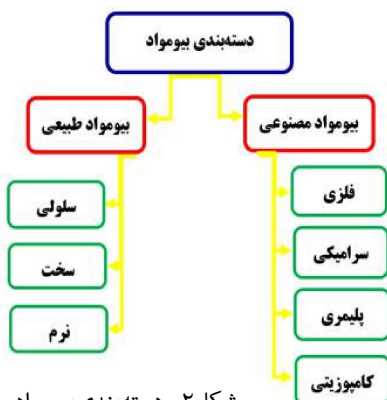 دسته‌بندی بیومواد
بیومواد مصنوعی
بیومواد طبیعی
فلزی
سرامیکی
پلیمری
کامپوزیتی
سلولی
سخت
نرم